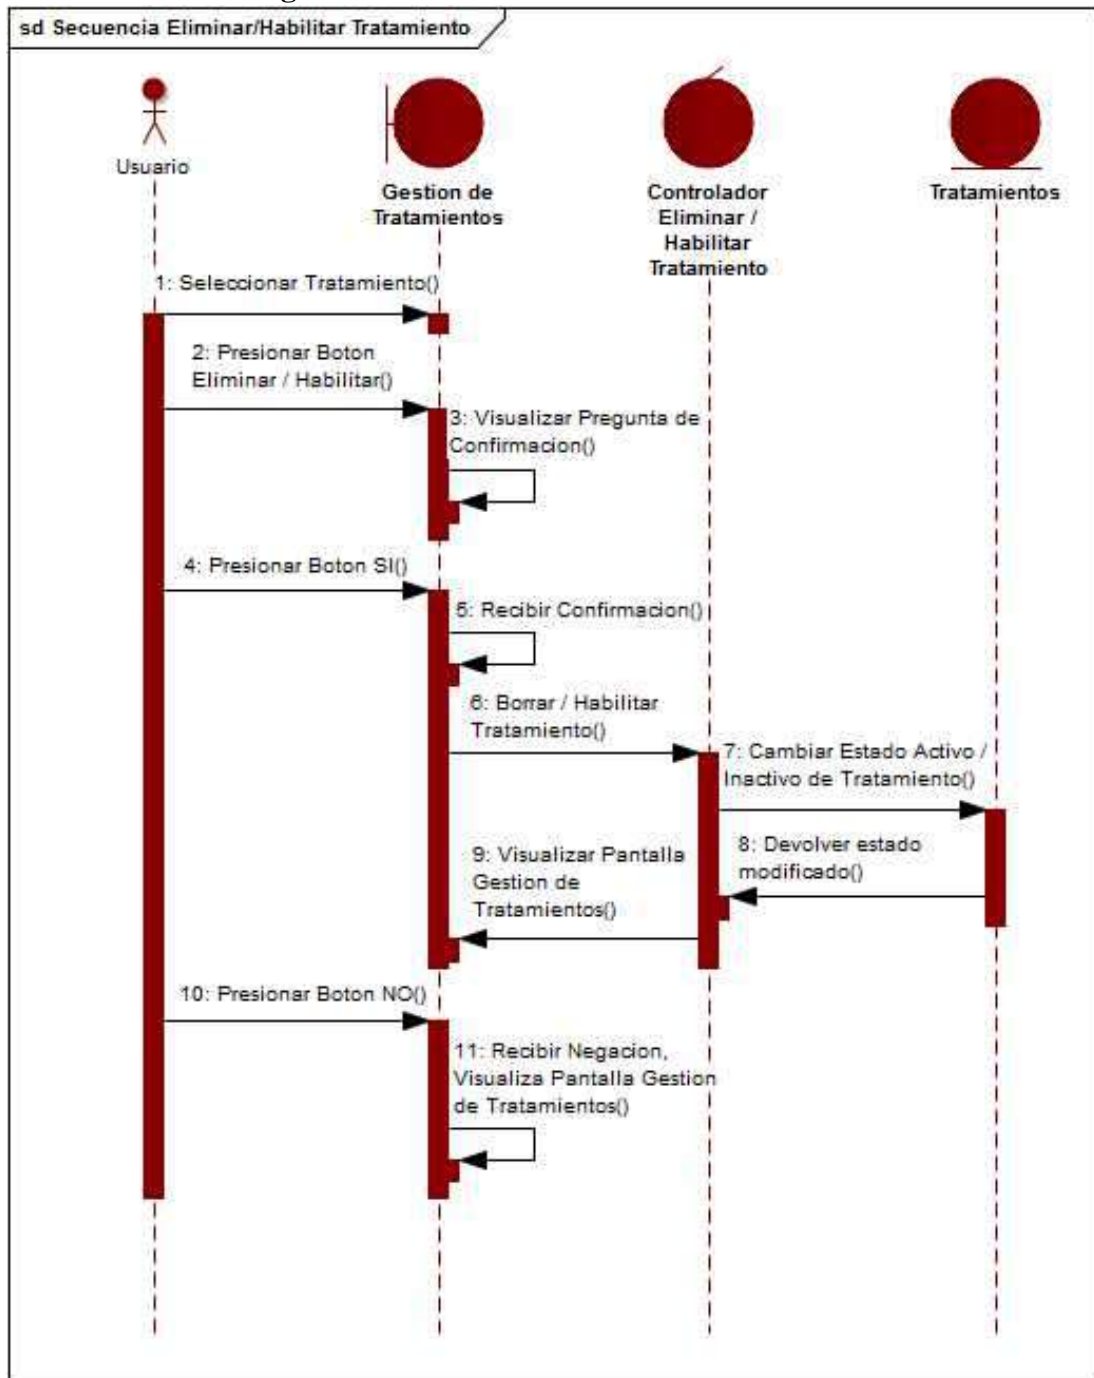 sd Secuencia Eliminar/Habilitar Tratamiento
Usuario
Gestion de
Tratamientos
Controlador
Eliminar /
Habilitar
Tratamiento
Tratamientos
1: Seleccionar Tratamiento()
2: Presionar Boton
Eliminar / Habilitar()
3: Visualizar Pregunta de
Confirmacion()
4: Presionar Boton SI()
5: Recibir Confirmacion()
6: Borrar / Habilitar
Tratamiento()
7: Cambiar Estado Activo /
Inactivo de Tratamiento()
8: Devolver estado
modificado()
9: Visualizar Pantalla
Gestion de
Tratamientos()
10: Presionar Boton NO()
11: Recibir Negacion,
Visualiza Pantalla Gestion
de Tratamientos()